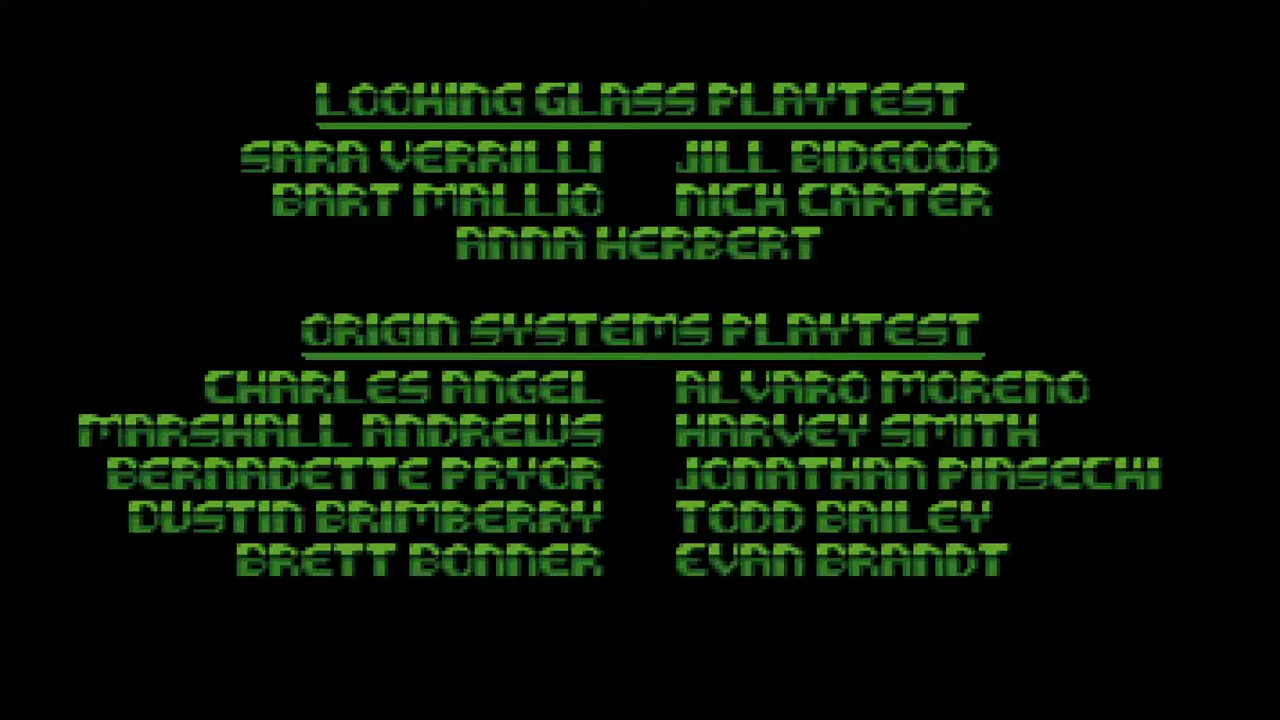 LOOKING GLASS PLAYTEST
SARA VERRILLI JILL BIDGOOD
BART MALLIO NICK CARTER
ANNA HERBERT
ORIGIN SYSTEMS PLAYTEST
CHARLES ANGEL ALVARO MORENO
MARSHALL ANDREWS HARVEY SMITH
BERNADETTE PRYOR JONATHAN PIASECKI
DUSTIN BRIMBERRY TODD BAILEY
BRETT BONNER EVAN BRANDT